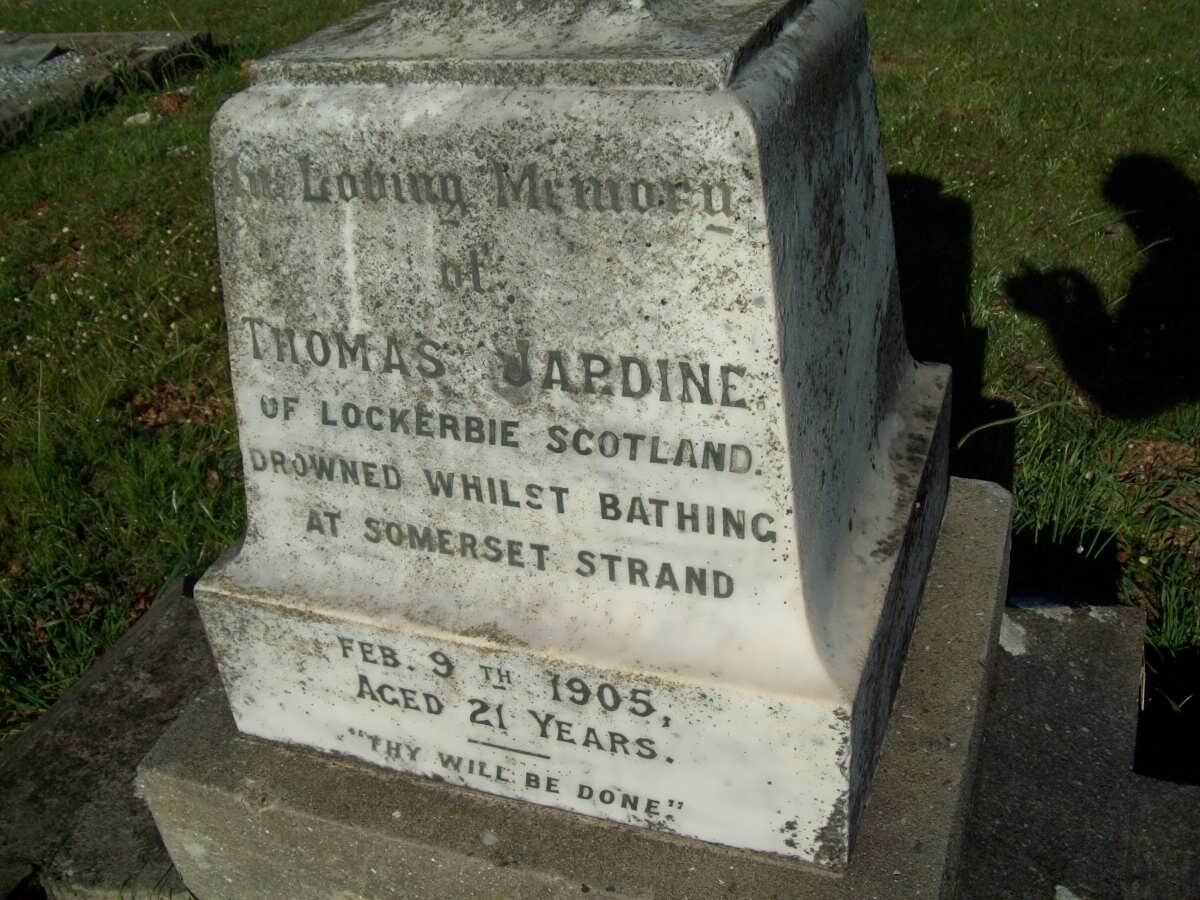 In Loving Memory
of
THOMAS JARDINE
OF LOCKERBIE SCOTLAND.
DROWNED WHILST BATHING
AT SOMERSET STRAND
FEB. 9TH 1905,
AGED 21 YEARS.
"THY WILL BE DONE"